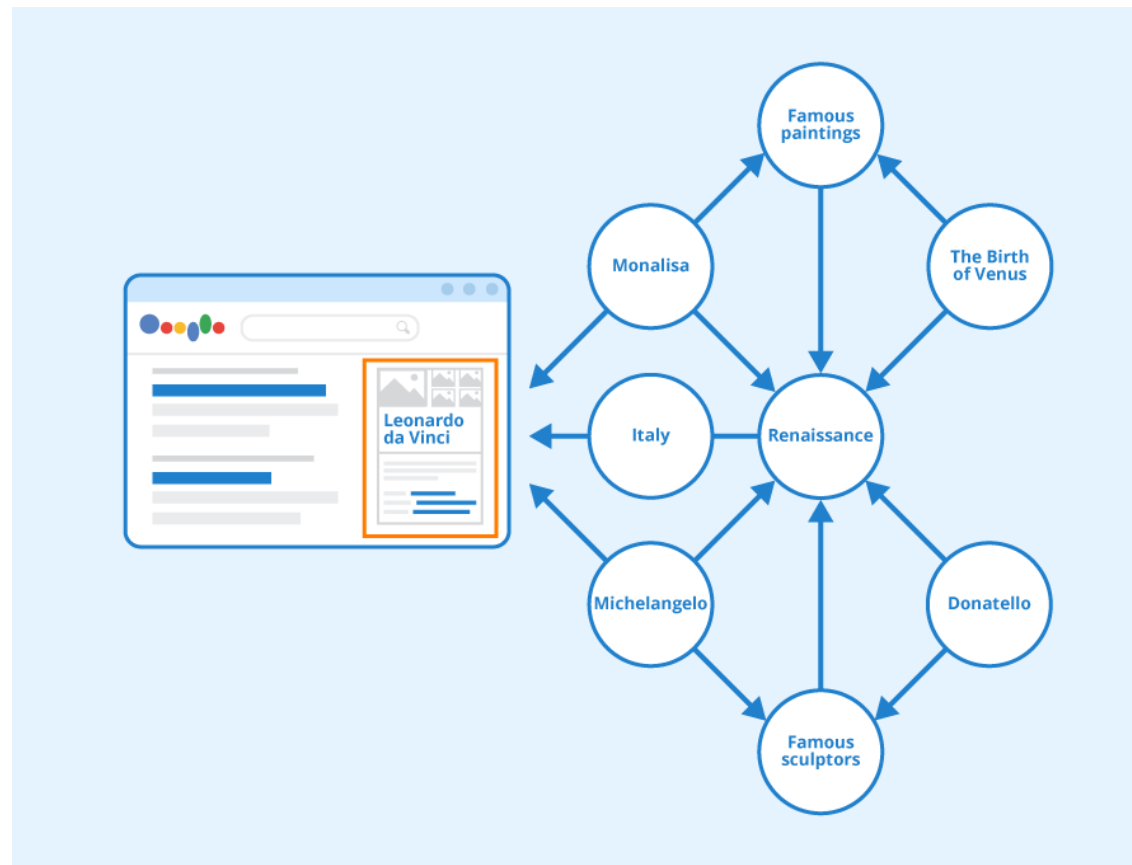 Famous
paintings
Monalisa
The Birth
of Venus
Leonardo
da Vinci
Italy
Renaissance
Michelangelo
Donatello
Famous
sculptors